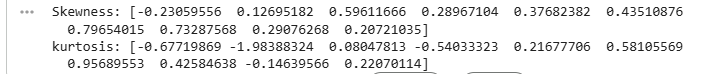 Skewness: [-0.23059556 0.12695182 0.59611666 0.28967104 0.37682382 0.43510876
0.79654015 0.73287568 0.29076268 0.20721035]
kurtosis: [-0.67719869 -1.98388324 0.08047813 -0.54033323 0.21677706 0.58105569
0.95689553 0.42584638 -0.14639566 0.22070114]